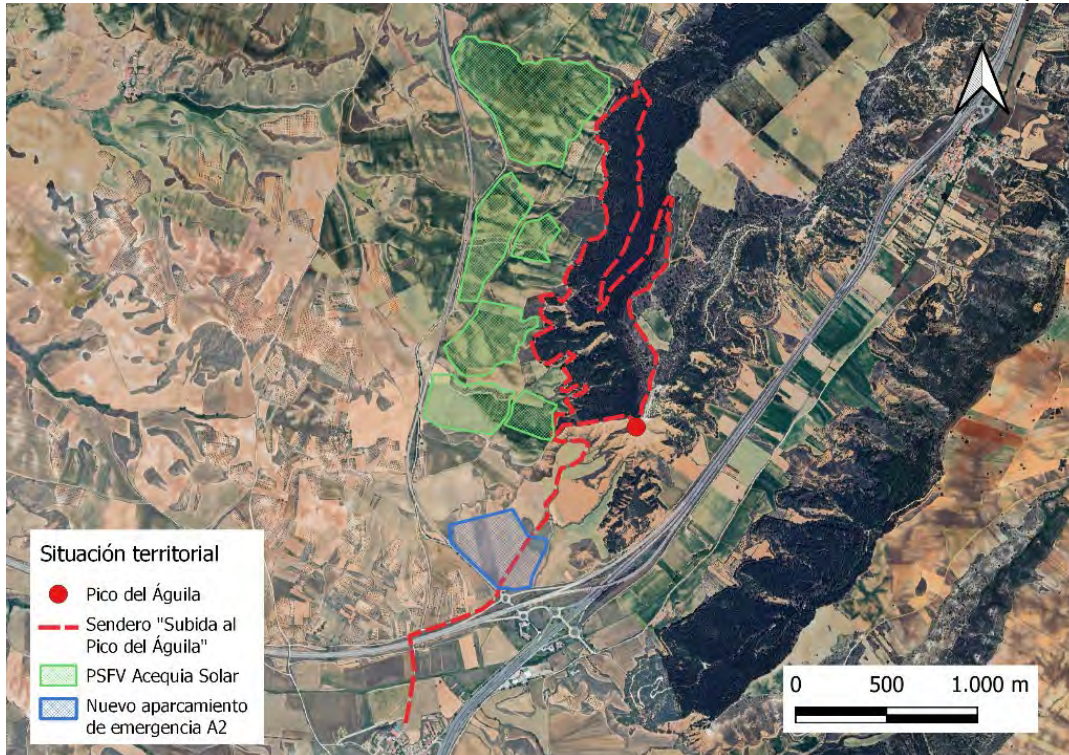 Situación territorial
Pico del Águila
Sendero "Subida al
Pico del Águila"
PSFV Acequia Solar
Nuevo aparcamiento
de emergencia A2
0 500 1.000 m